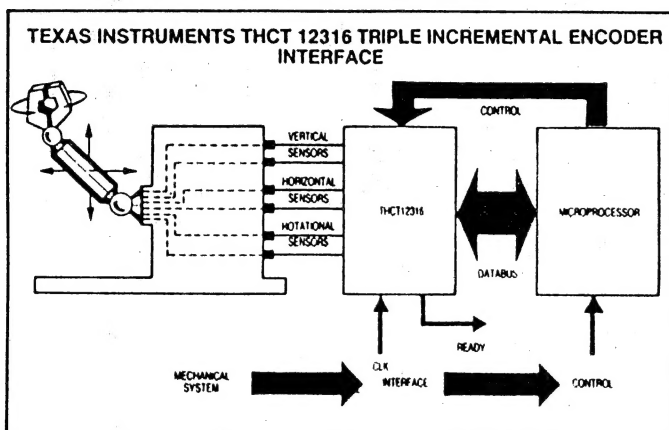 TEXAS INSTRUMENTS THCT 12316 TRIPLE INCREMENTAL ENCODER
INTERFACE
CONTROL
VERTICAL
SENSORS
HORIZONTAL
SENSORS
ROTATIONAL
SENSORS
THCT12316
MICROPROCESSOR
DATABUS
READY
CLK
MECHANICAL
SYSTEM
INTERFACE
CONTROL